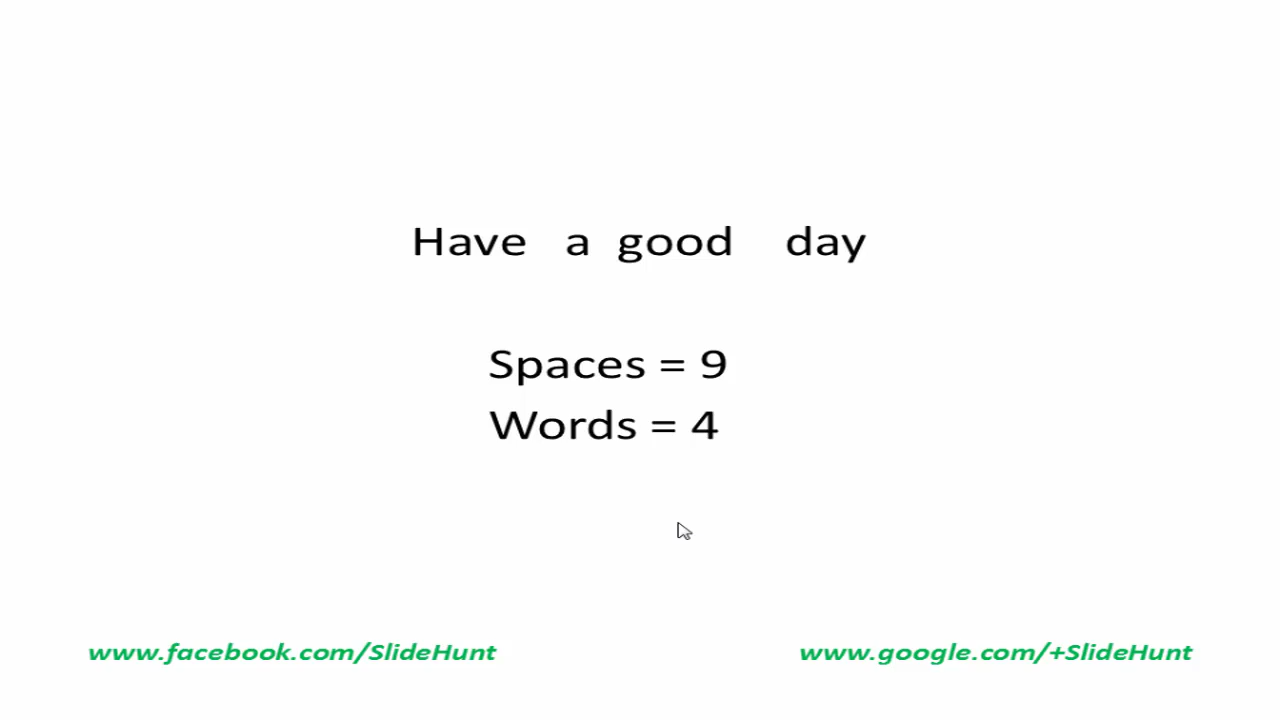 Have   a  good    day
Spaces = 9
Words = 4
www.facebook.com/SlideHunt
www.google.com/+SlideHunt